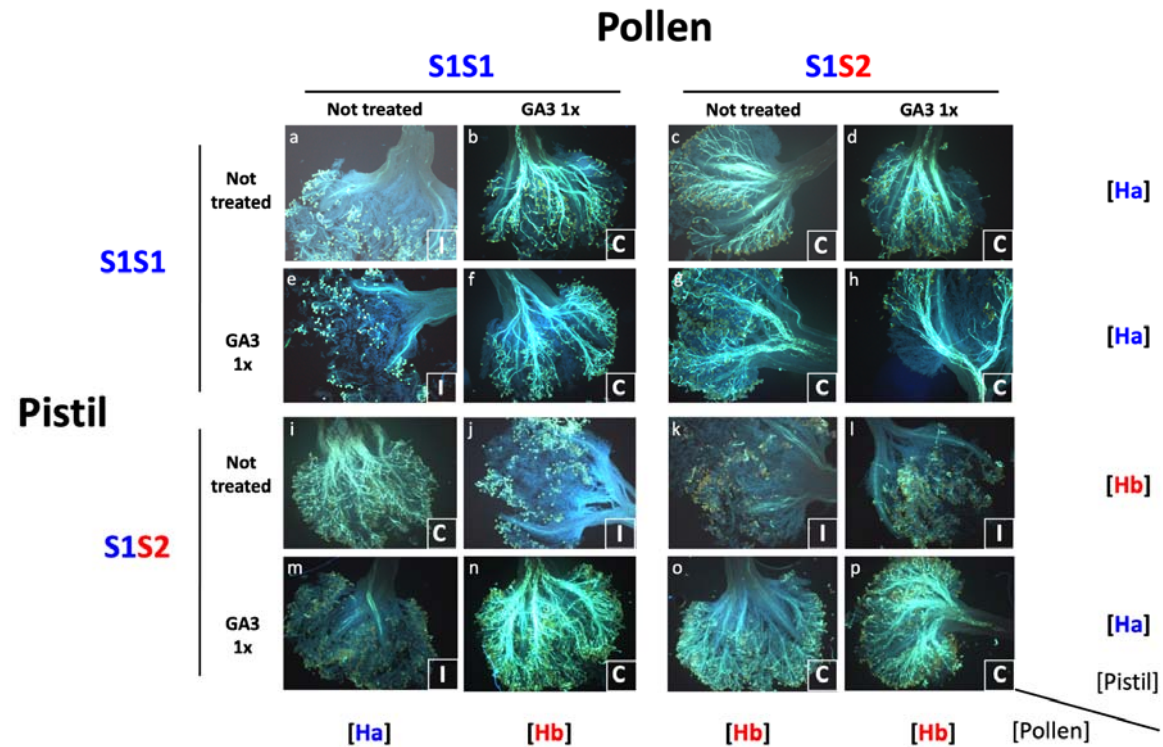 Pollen
S1S1 S1S2
Not treated GA3 1x Not treated GA3 1x
a b c d
Not
treated
I C C C
[Ha]
S1S1
e f g h
GA3
1x
I C C C
[Ha]
Pistil
i j k l
Not
treated
C I I I
[Hb]
S1S2
m n o p
GA3
1x
I C C C
[Ha]
[Pistil]
[Ha] [Hb] [Hb] [Hb] [Pollen]